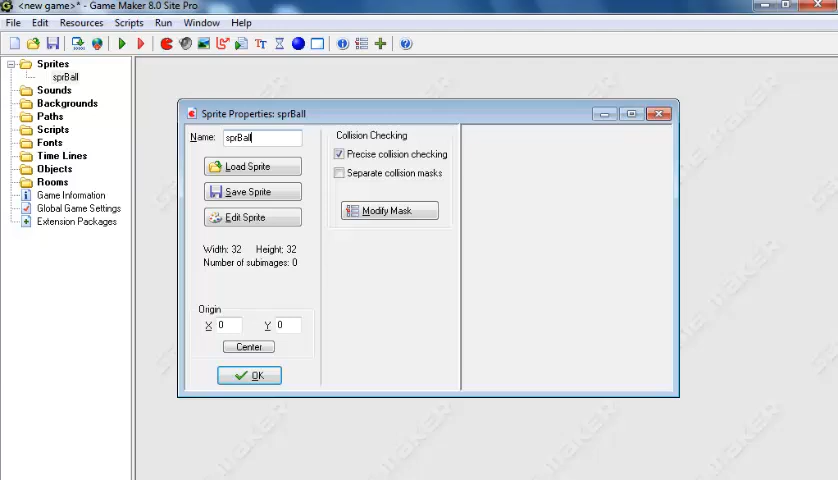 <new game>* - Game Maker 8.0 Site Pro
File Edit Resources Scripts Run Window Help
Sprites
sprBall
Sounds
Backgrounds
Paths
Scripts
Fonts
Time Lines
Objects
Rooms
Game Information
Global Game Settings
Extension Packages
Sprite Properties: sprBall
Name: sprBall
Load Sprite
Save Sprite
Edit Sprite
Width: 32 Height: 32
Number of subimages: 0
Origin
X 0 Y 0
Center
OK
Collision Checking
Precise collision checking
Separate collision masks
Modify Mask